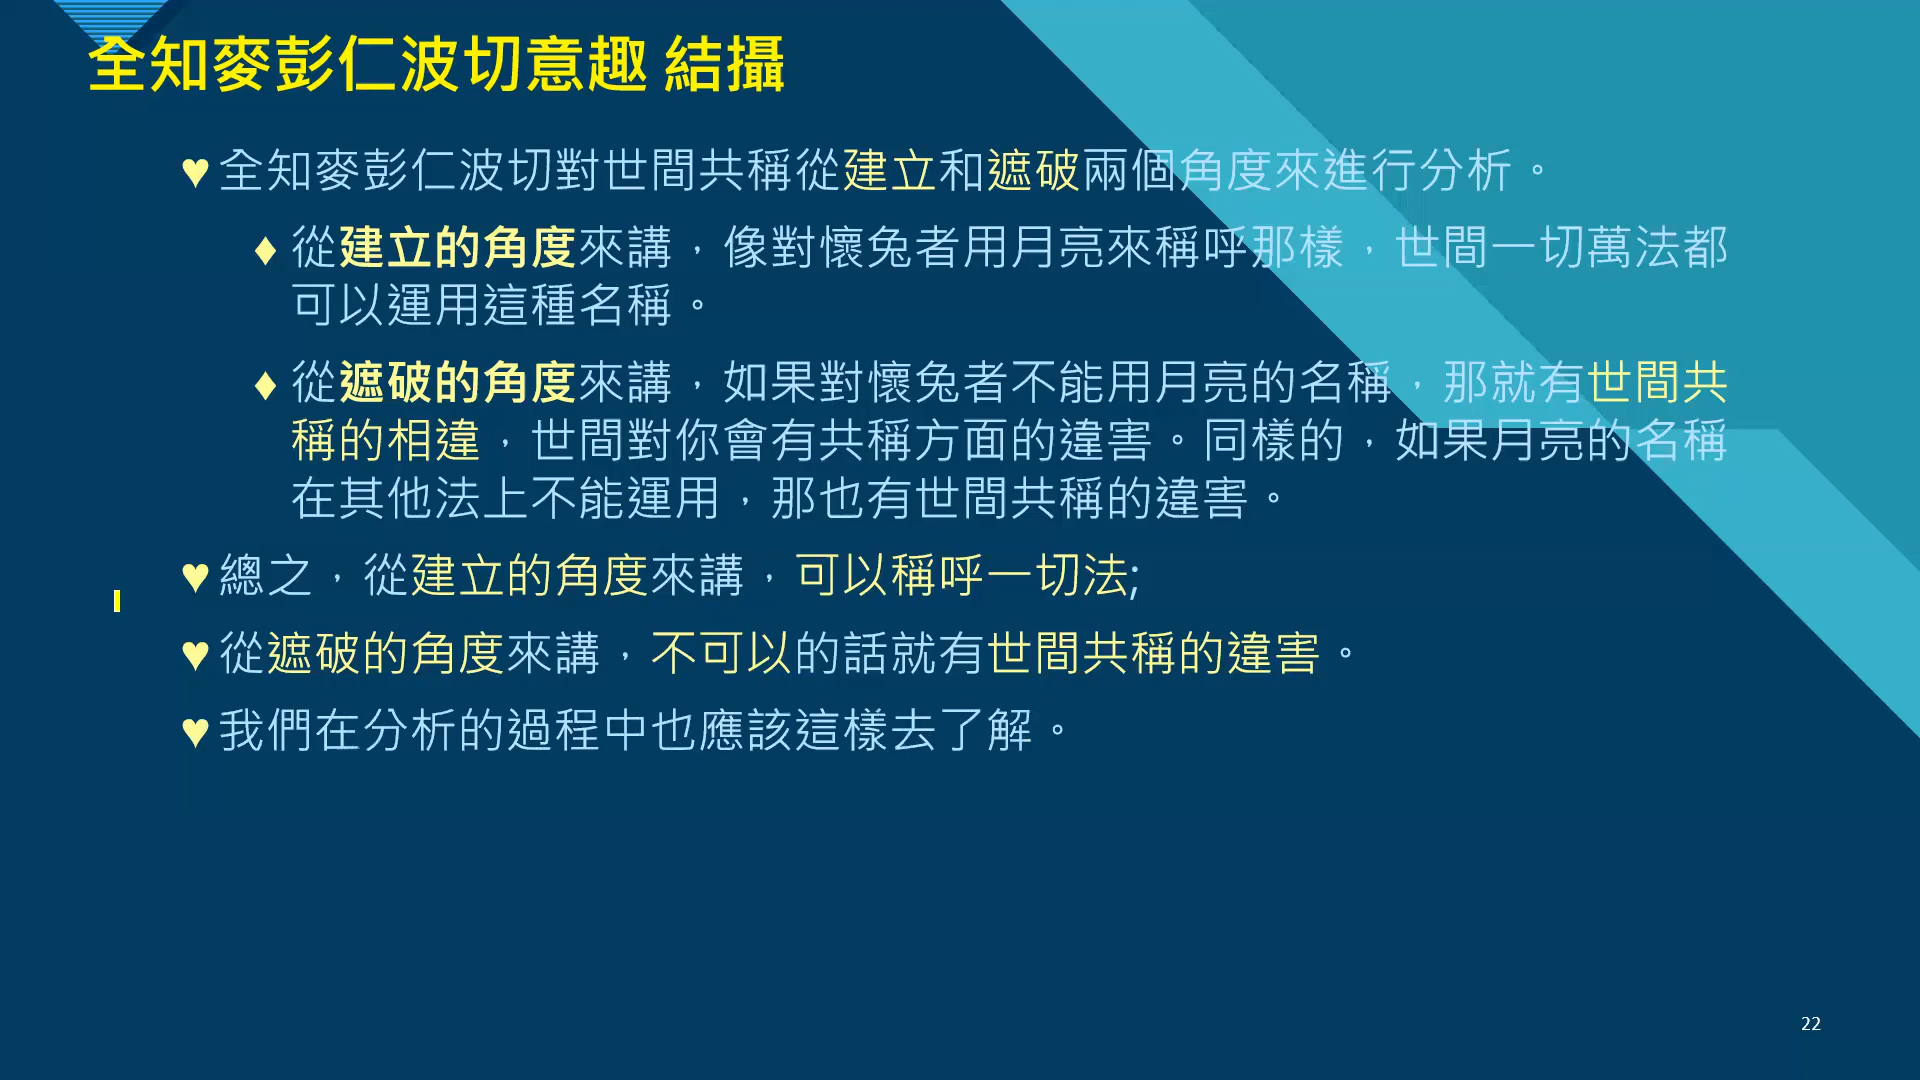 全知麥彭仁波切意趣 結攝
♥全知麥彭仁波切對世間共稱從建立和遮破兩個角度來進行分析。
♦ 從建立的角度來講，像對懷兔者用月亮來稱呼那樣，世間一切萬法都
可以運用這種名稱。
♦ 從遮破的角度來講，如果對懷兔者不能用月亮的名稱，那就有世間共
稱的相違，世間對你會有共稱方面的違害。同樣的，如果月亮的名稱
在其他法上不能運用，那也有世間共稱的違害。
♥總之，從建立的角度來講，可以稱呼一切法;
♥從遮破的角度來講，不可以的話就有世間共稱的違害。
♥我們在分析的過程中也應該這樣去了解。
22